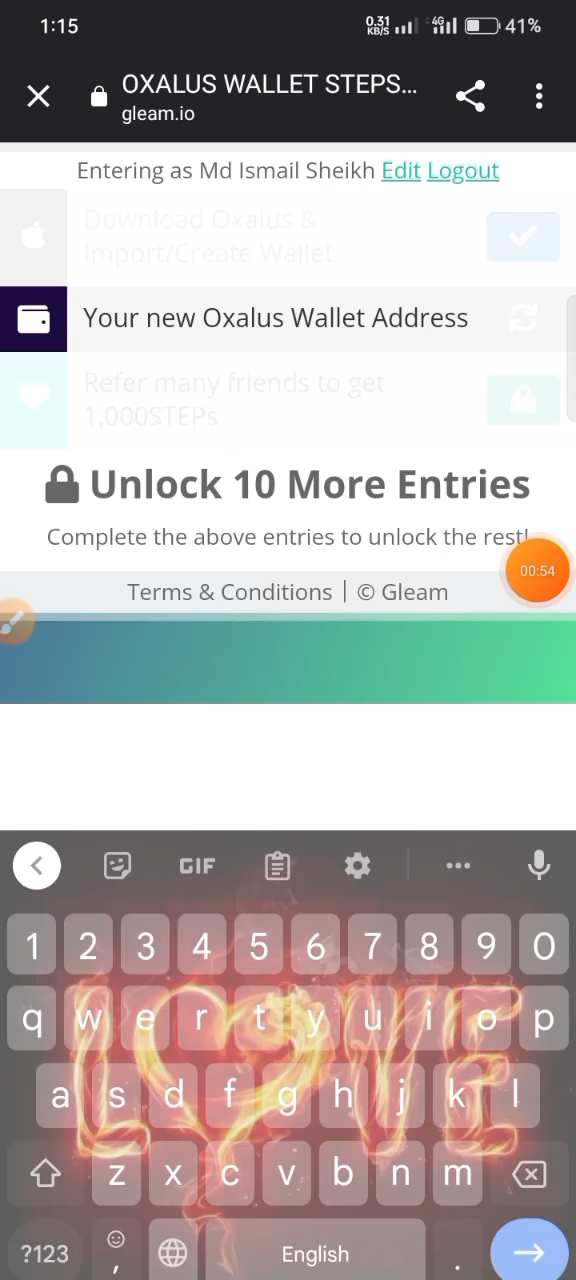 1:15 0.31 KB/S 4G 41%
OXALUS WALLET STEPS...
gleam.io
Entering as Md Ismail Sheikh Edit Logout
Download Oxalus &
Import/Create Wallet
Your new Oxalus Wallet Address
Refer many friends to get
1,000STEPs
Unlock 10 More Entries
Complete the above entries to unlock the rest!
00:54
Terms & Conditions | © Gleam
GIF
1 2 3 4 5 6 7 8 9 0
q w e r t y u i o p
LOVE
a s d f g h j k l
z x c v b n m
?123 , English .